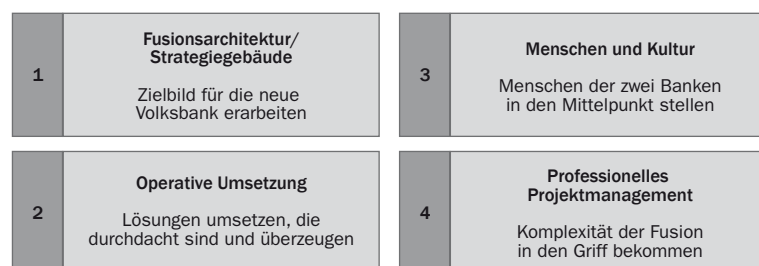 1
Fusionsarchitektur/
Strategiegebäude
Zielbild für die neue
Volksbank erarbeiten
2
Operative Umsetzung
Lösungen umsetzen, die
durchdacht sind und überzeugen
3
Menschen und Kultur
Menschen der zwei Banken
in den Mittelpunkt stellen
4
Professionelles
Projektmanagement
Komplexität der Fusion
in den Griff bekommen